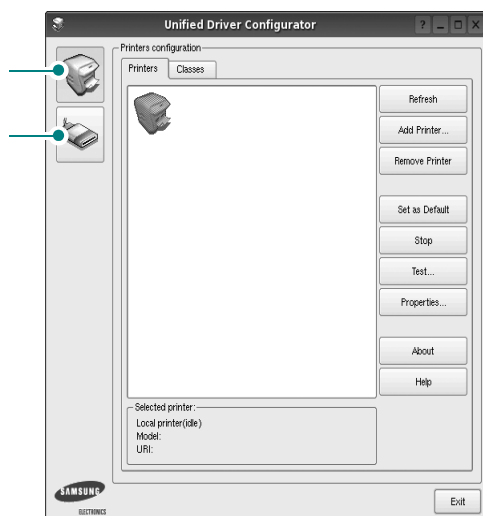 Unified Driver Configurator
Printers configuration
Printers Classes
Refresh
Add Printer...
Remove Printer
Set as Default
Stop
Test...
Properties...
About
Help
Selected printer:
Local printer(idle)
Model:
URI:
SAMSUNG
ELECTRONICS
Exit